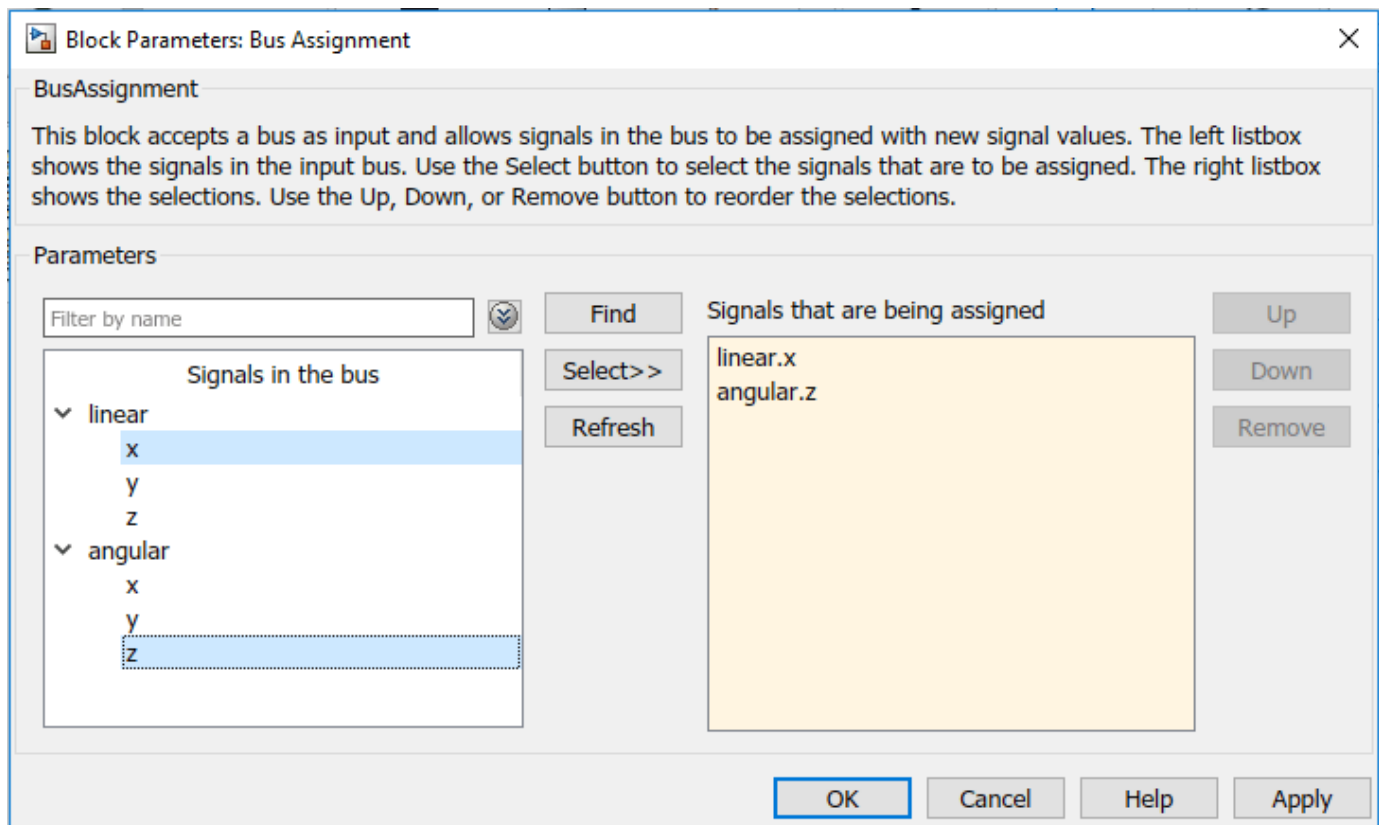 Block Parameters: Bus Assignment
BusAssignment
This block accepts a bus as input and allows signals in the bus to be assigned with new signal values. The left listbox
shows the signals in the input bus. Use the Select button to select the signals that are to be assigned. The right listbox
shows the selections. Use the Up, Down, or Remove button to reorder the selections.
Parameters
Filter by name
Find
Signals that are being assigned
Up
Signals in the bus
Select>>
linear.x
Down
angular.z
linear
Refresh
Remove
x
y
z
angular
x
y
z
OK
Cancel
Help
Apply